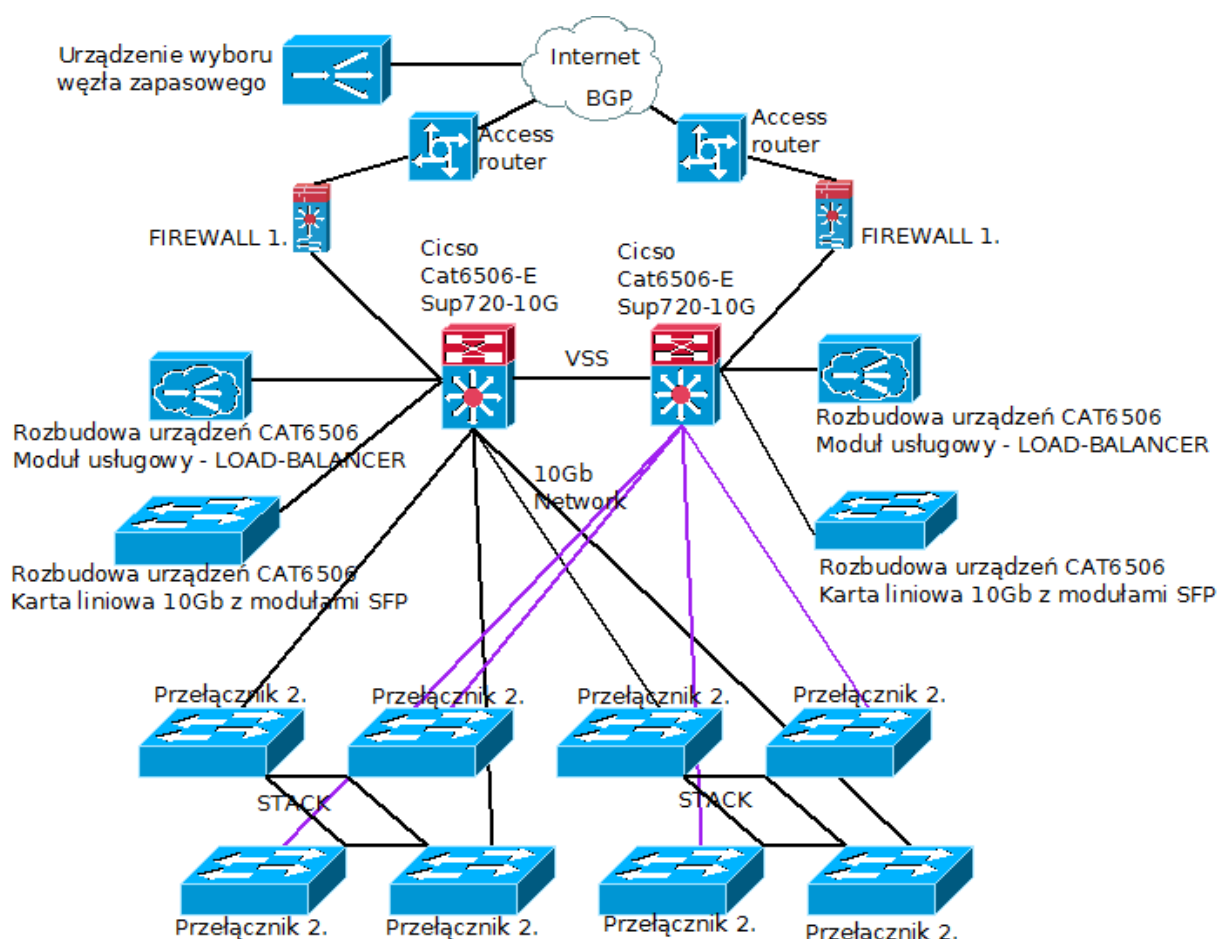 Urządzenie wyboru
węzła zapasowego
Internet
BGP
Access
router
Access
router
FIREWALL 1.
FIREWALL 1.
Cicso
Cat6506-E
Sup720-10G
Cicso
Cat6506-E
Sup720-10G
VSS
Rozbudowa urządzeń CAT6506
Moduł usługowy - LOAD-BALANCER
Rozbudowa urządzeń CAT6506
Moduł usługowy - LOAD-BALANCER
10Gb
Network
Rozbudowa urządzeń CAT6506
Karta liniowa 10Gb z modułami SFP
Rozbudowa urządzeń CAT6506
Karta liniowa 10Gb z modułami SFP
Przełącznik 2.
Przełącznik 2.
Przełącznik 2.
Przełącznik 2.
STACK
STACK
Przełącznik 2.
Przełącznik 2.
Przełącznik 2.
Przełącznik 2.